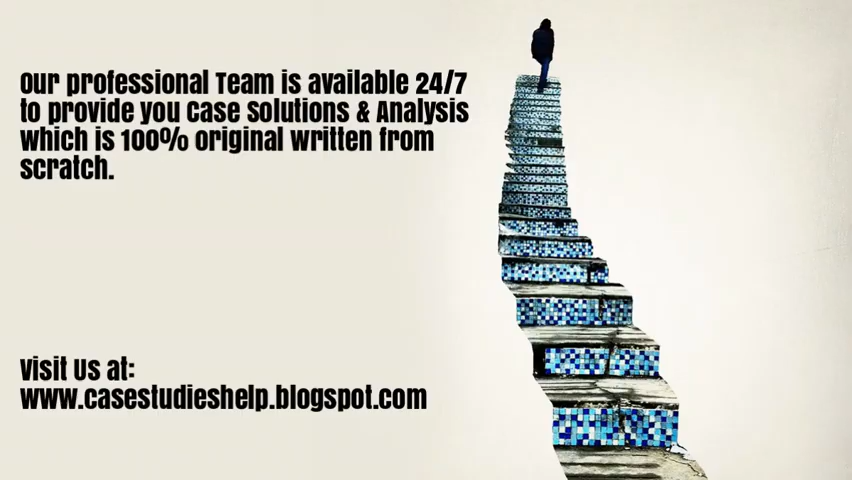 Our professional Team is available 24/7
to provide you Case Solutions & Analysis
which is 100% original written from
scratch.
Visit Us at:
www.casestudieshelp.blogspot.com